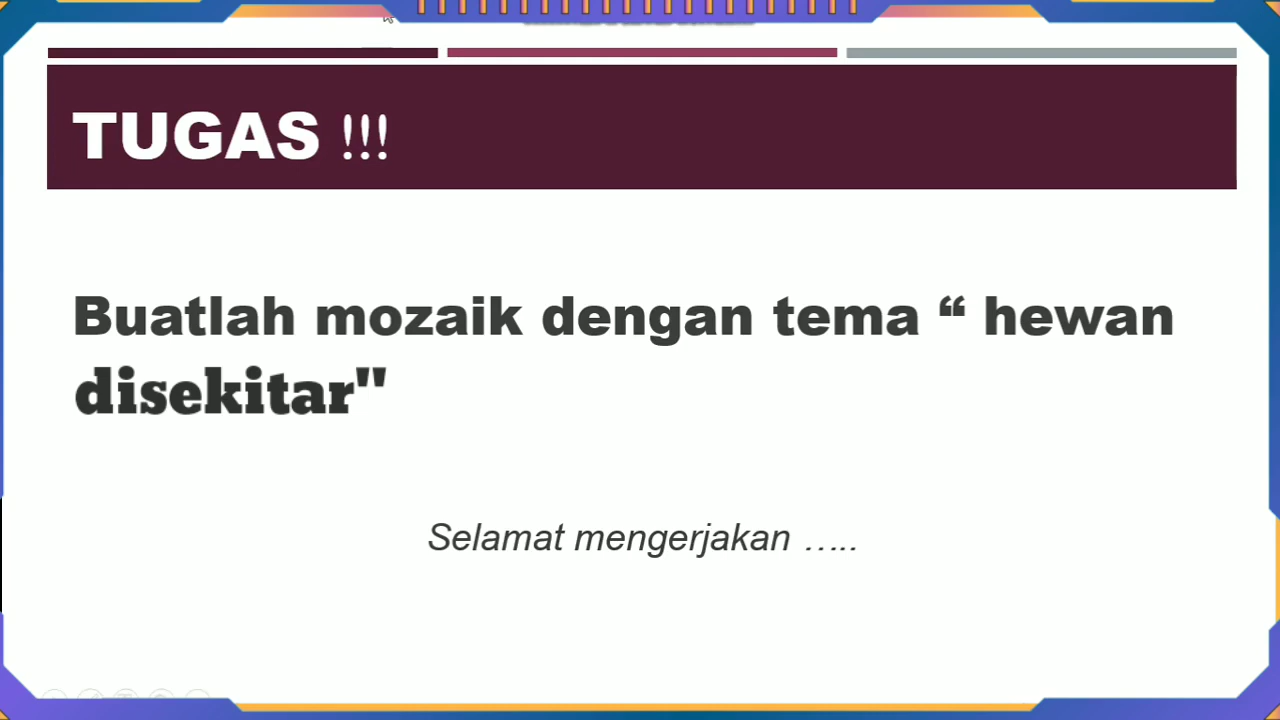 TUGAS !!!
Buatlah mozaik dengan tema “ hewan
disekitar"
Selamat mengerjakan …..